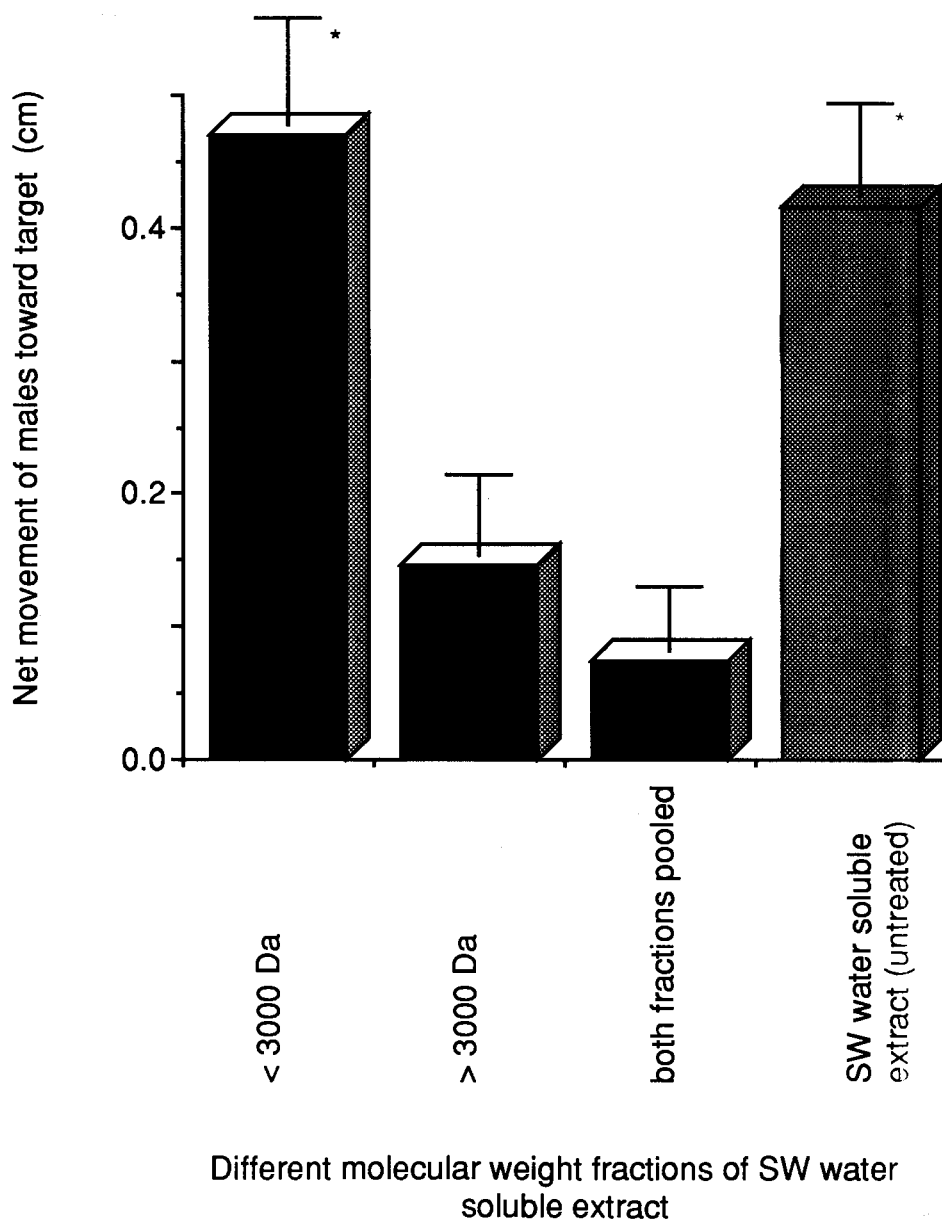 Net movement of males toward target (cm)
*
*
0.4
0.2
0.0
< 3000 Da
> 3000 Da
both fractions pooled
SW water soluble
extract (untreated)
Different molecular weight fractions of SW water
soluble extract